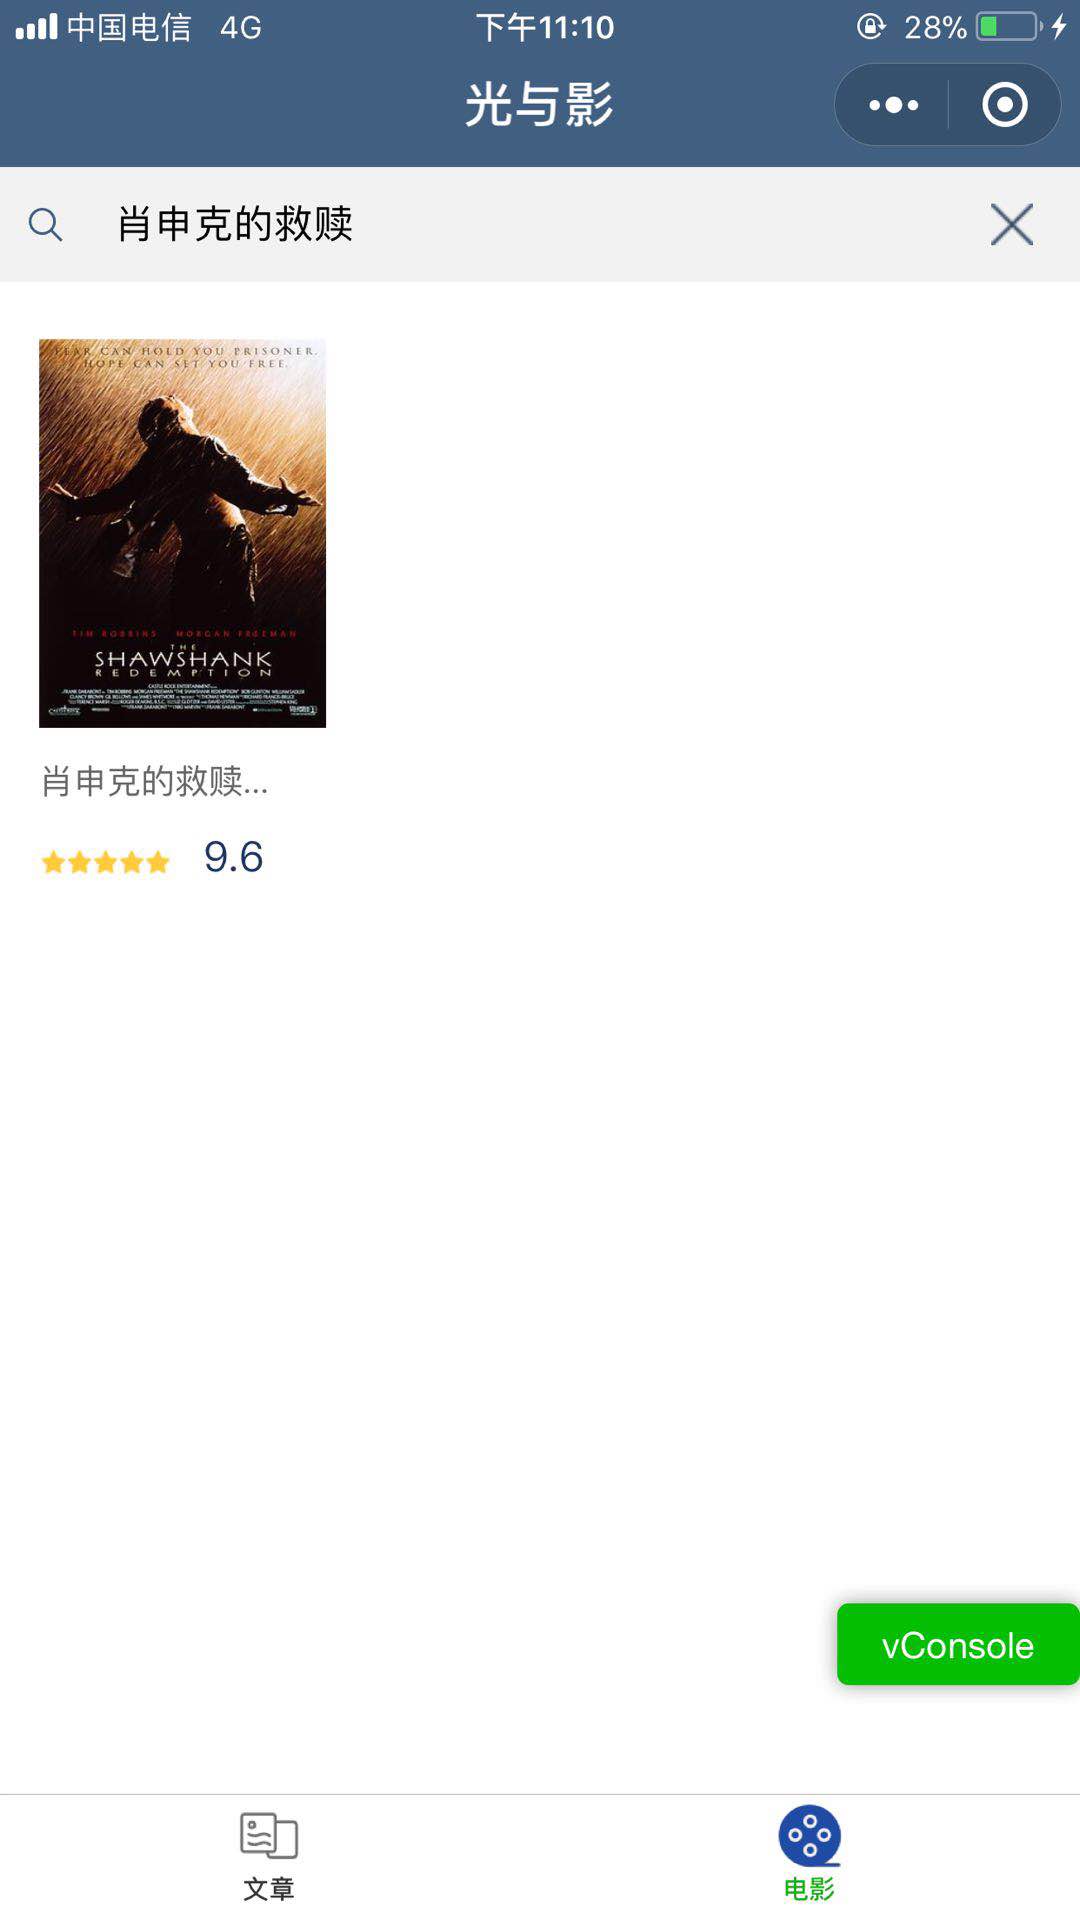 中国电信 4G 下午11:10 28%
光与影
肖申克的救赎
FEAR CAN HOLD YOU PRISONER.
HOPE CAN SET YOU FREE.
TIM ROBBINS MORGAN FREEMAN
THE
SHAWSHANK
REDEMPTION
肖申克的救赎...
9.6
vConsole
文章 电影